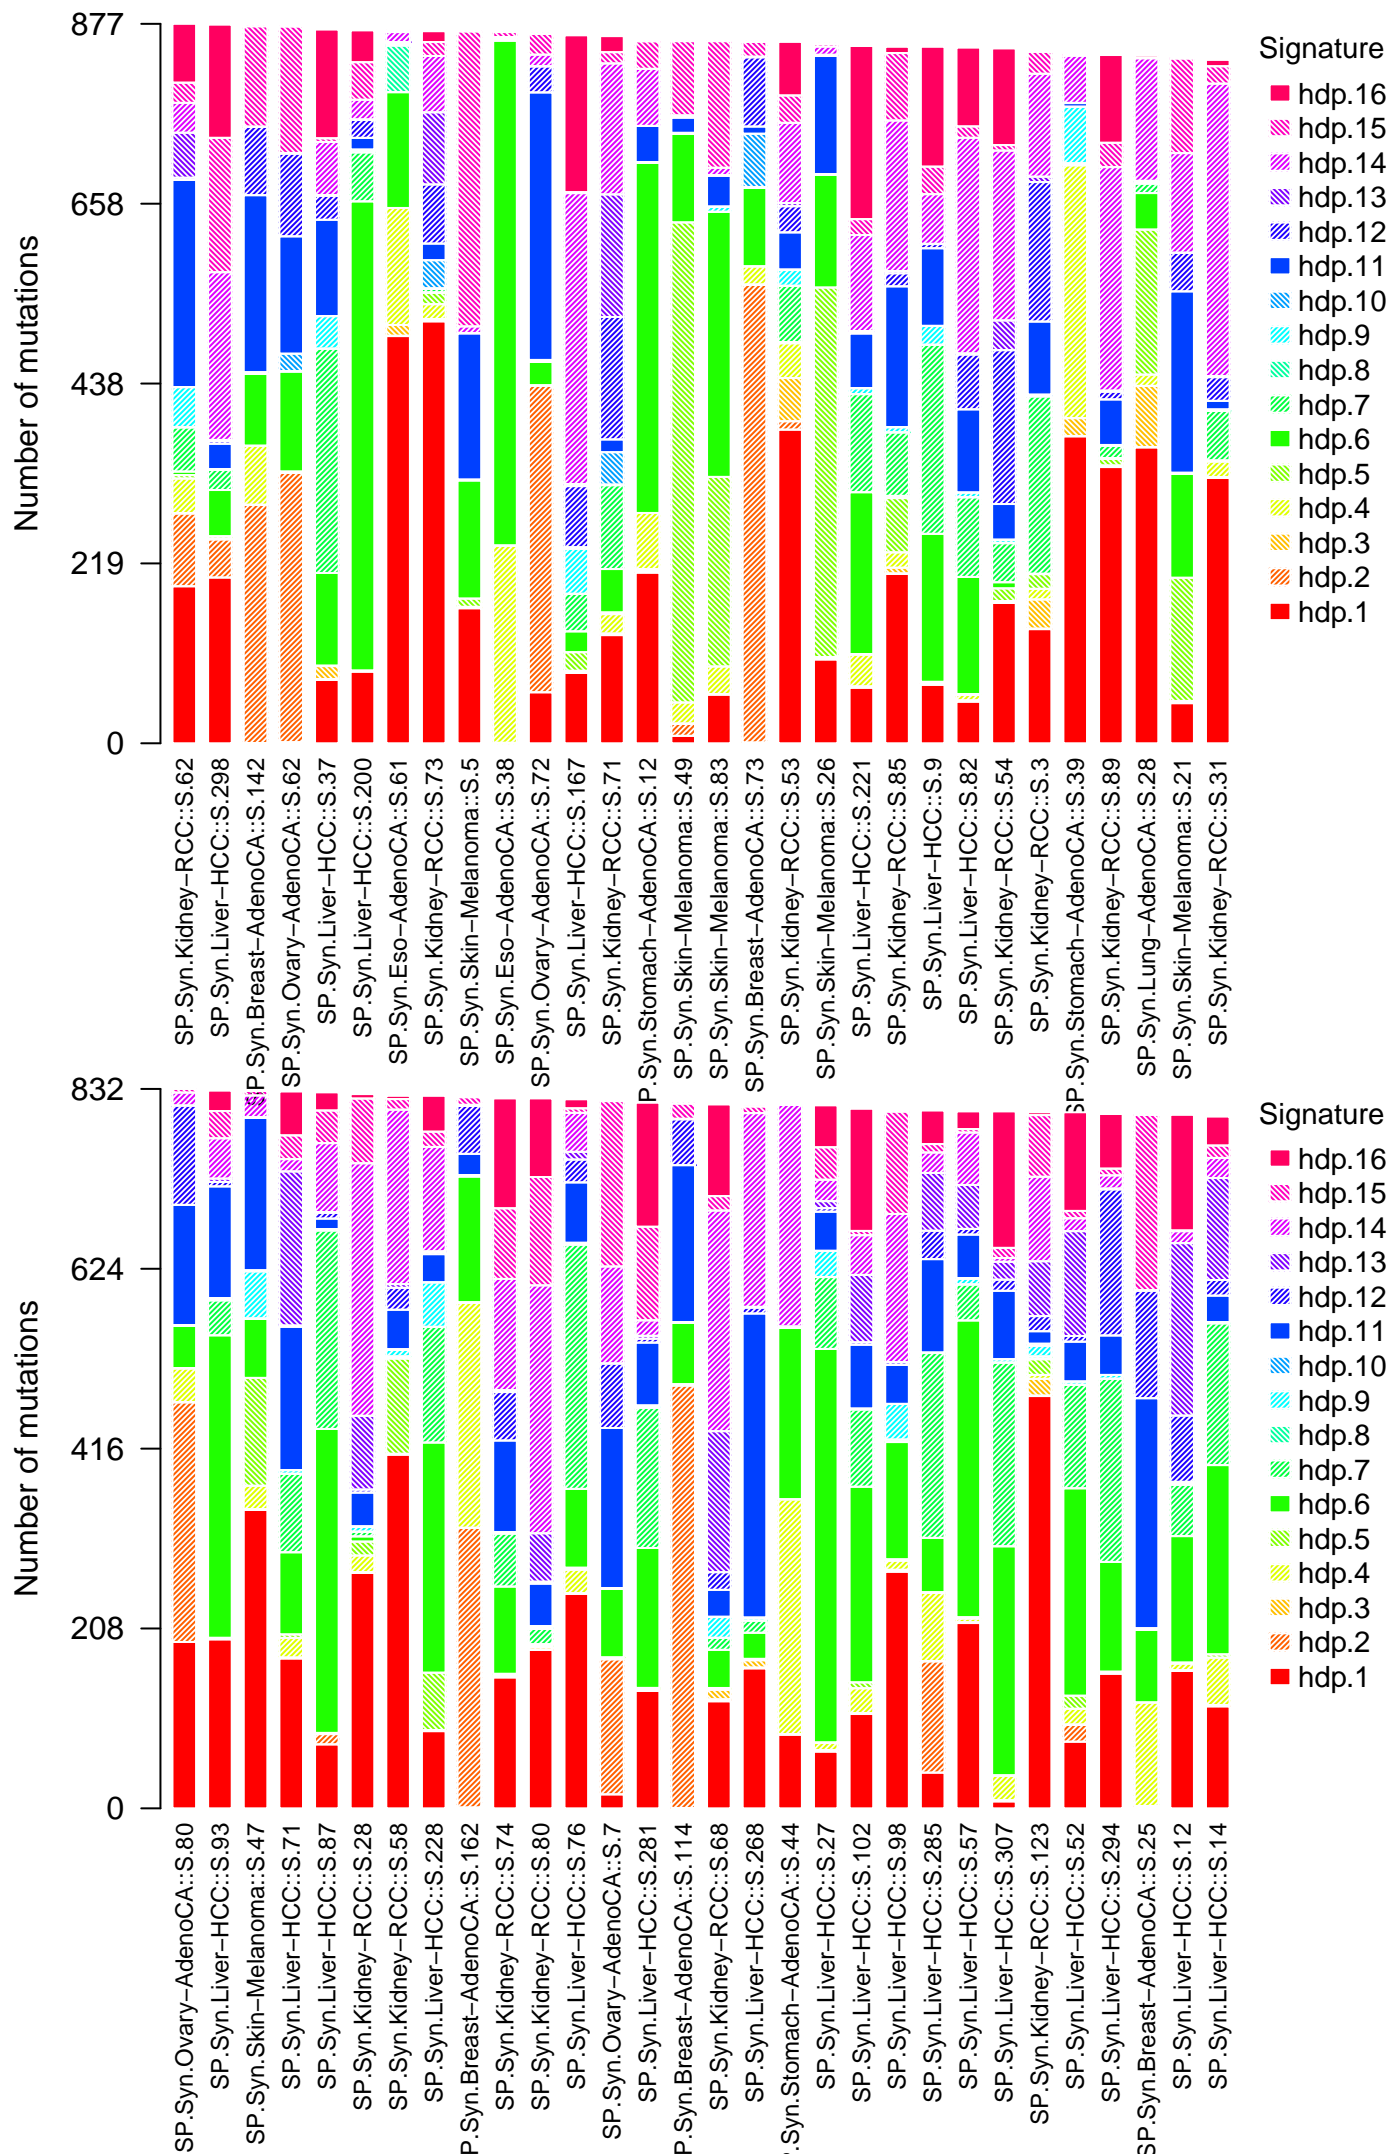 877
658
438
219
0
Number of mutations
Signature
hdp.16
hdp.15
hdp.14
hdp.13
hdp.12
hdp.11
hdp.10
hdp.9
hdp.8
hdp.7
hdp.6
hdp.5
hdp.4
hdp.3
hdp.2
hdp.1
SP.Syn.Kidney−RCC::S.62
SP.Syn.Liver−HCC::S.298
SP.Syn.Breast−AdenoCA::S.142
SP.Syn.Ovary−AdenoCA::S.62
SP.Syn.Liver−HCC::S.37
SP.Syn.Liver−HCC::S.200
SP.Syn.Eso−AdenoCA::S.61
SP.Syn.Kidney−RCC::S.73
SP.Syn.Skin−Melanoma::S.5
SP.Syn.Eso−AdenoCA::S.38
SP.Syn.Ovary−AdenoCA::S.72
SP.Syn.Liver−HCC::S.167
SP.Syn.Kidney−RCC::S.71
P.Syn.Stomach−AdenoCA::S.12
SP.Syn.Skin−Melanoma::S.49
SP.Syn.Skin−Melanoma::S.83
SP.Syn.Breast−AdenoCA::S.73
SP.Syn.Kidney−RCC::S.53
SP.Syn.Skin−Melanoma::S.26
SP.Syn.Liver−HCC::S.221
SP.Syn.Kidney−RCC::S.85
SP.Syn.Liver−HCC::S.9
SP.Syn.Liver−HCC::S.82
SP.Syn.Kidney−RCC::S.54
SP.Syn.Kidney−RCC::S.3
SP.Syn.Stomach−AdenoCA::S.39
SP.Syn.Kidney−RCC::S.89
SP.Syn.Lung−AdenoCA::S.28
SP.Syn.Skin−Melanoma::S.21
SP.Syn.Kidney−RCC::S.31
832
624
416
208
0
Number of mutations
Signature
hdp.16
hdp.15
hdp.14
hdp.13
hdp.12
hdp.11
hdp.10
hdp.9
hdp.8
hdp.7
hdp.6
hdp.5
hdp.4
hdp.3
hdp.2
hdp.1
SP.Syn.Ovary−AdenoCA::S.80
SP.Syn.Liver−HCC::S.93
SP.Syn.Skin−Melanoma::S.47
SP.Syn.Liver−HCC::S.71
SP.Syn.Liver−HCC::S.87
SP.Syn.Kidney−RCC::S.28
SP.Syn.Kidney−RCC::S.58
SP.Syn.Liver−HCC::S.228
SP.Syn.Breast−AdenoCA::S.162
SP.Syn.Kidney−RCC::S.74
SP.Syn.Kidney−RCC::S.80
SP.Syn.Liver−HCC::S.76
SP.Syn.Ovary−AdenoCA::S.7
SP.Syn.Liver−HCC::S.281
P.Syn.Breast−AdenoCA::S.114
SP.Syn.Kidney−RCC::S.68
SP.Syn.Liver−HCC::S.268
.Syn.Stomach−AdenoCA::S.44
SP.Syn.Liver−HCC::S.27
SP.Syn.Liver−HCC::S.102
SP.Syn.Liver−HCC::S.98
SP.Syn.Liver−HCC::S.285
SP.Syn.Liver−HCC::S.57
SP.Syn.Liver−HCC::S.307
SP.Syn.Kidney−RCC::S.123
SP.Syn.Liver−HCC::S.52
SP.Syn.Liver−HCC::S.294
SP.Syn.Breast−AdenoCA::S.25
SP.Syn.Liver−HCC::S.12
SP.Syn.Liver−HCC::S.14